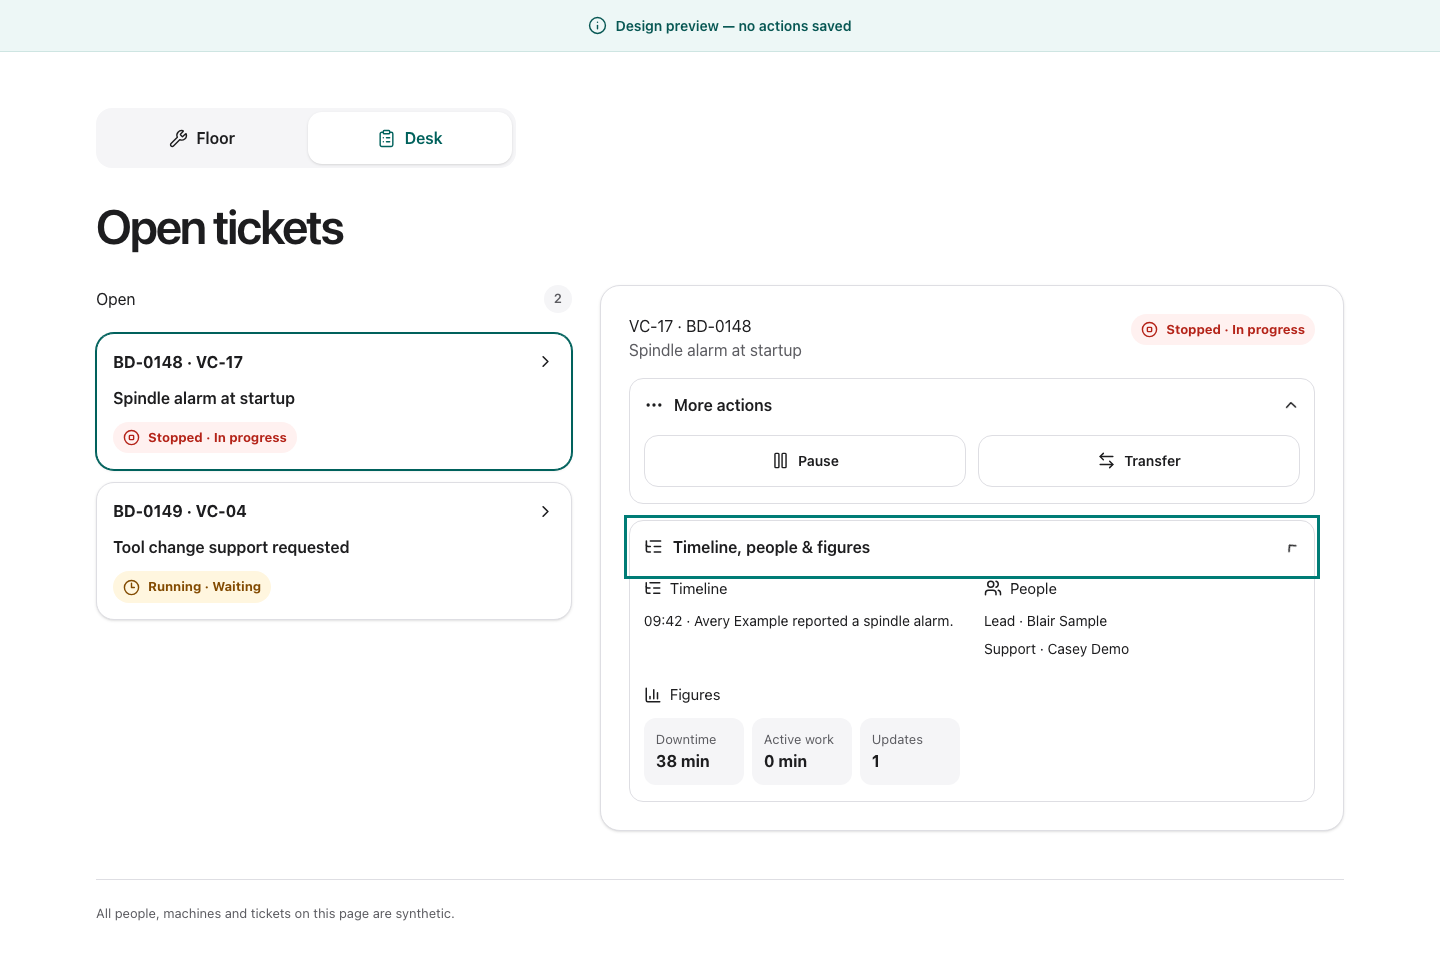 Design preview — no actions saved
Floor
Desk
Open tickets
Open
2
BD-0148 · VC-17
Spindle alarm at startup
Stopped · In progress
BD-0149 · VC-04
Tool change support requested
Running · Waiting
VC-17 · BD-0148
Stopped · In progress
Spindle alarm at startup
More actions
Pause
Transfer
Timeline, people & figures
Timeline
09:42 · Avery Example reported a spindle alarm.
People
Lead · Blair Sample
Support · Casey Demo
Figures
Downtime
38 min
Active work
0 min
Updates
1
All people, machines and tickets on this page are synthetic.